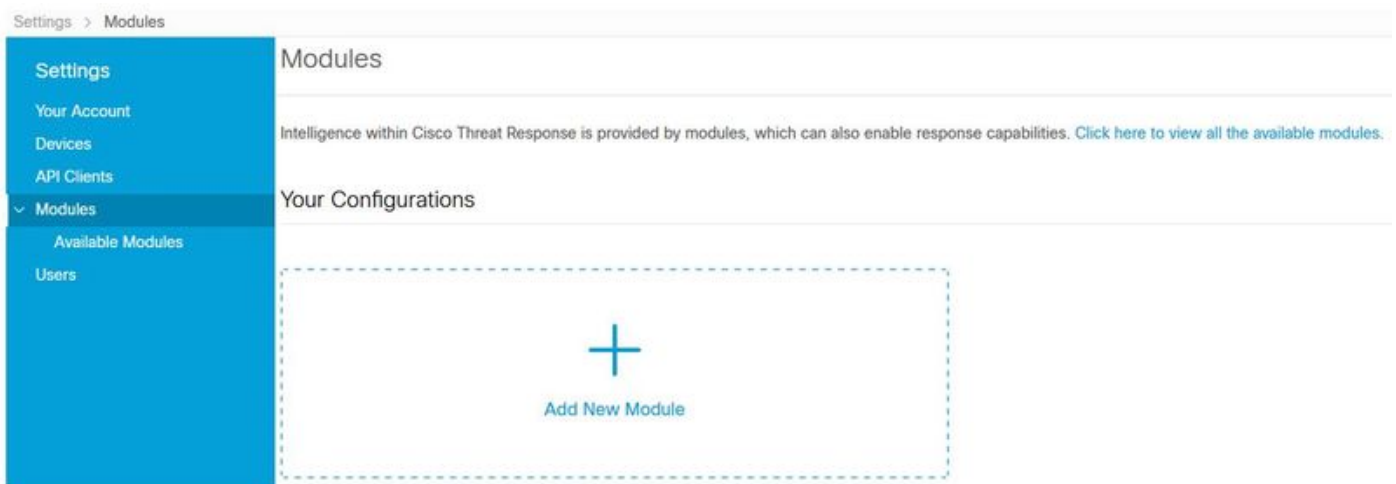 Settings > Modules
Settings
Your Account
Devices
API Clients
Modules
Available Modules
Users
Modules
Intelligence within Cisco Threat Response is provided by modules, which can also enable response capabilities. Click here to view all the available modules.
Your Configurations
Add New Module